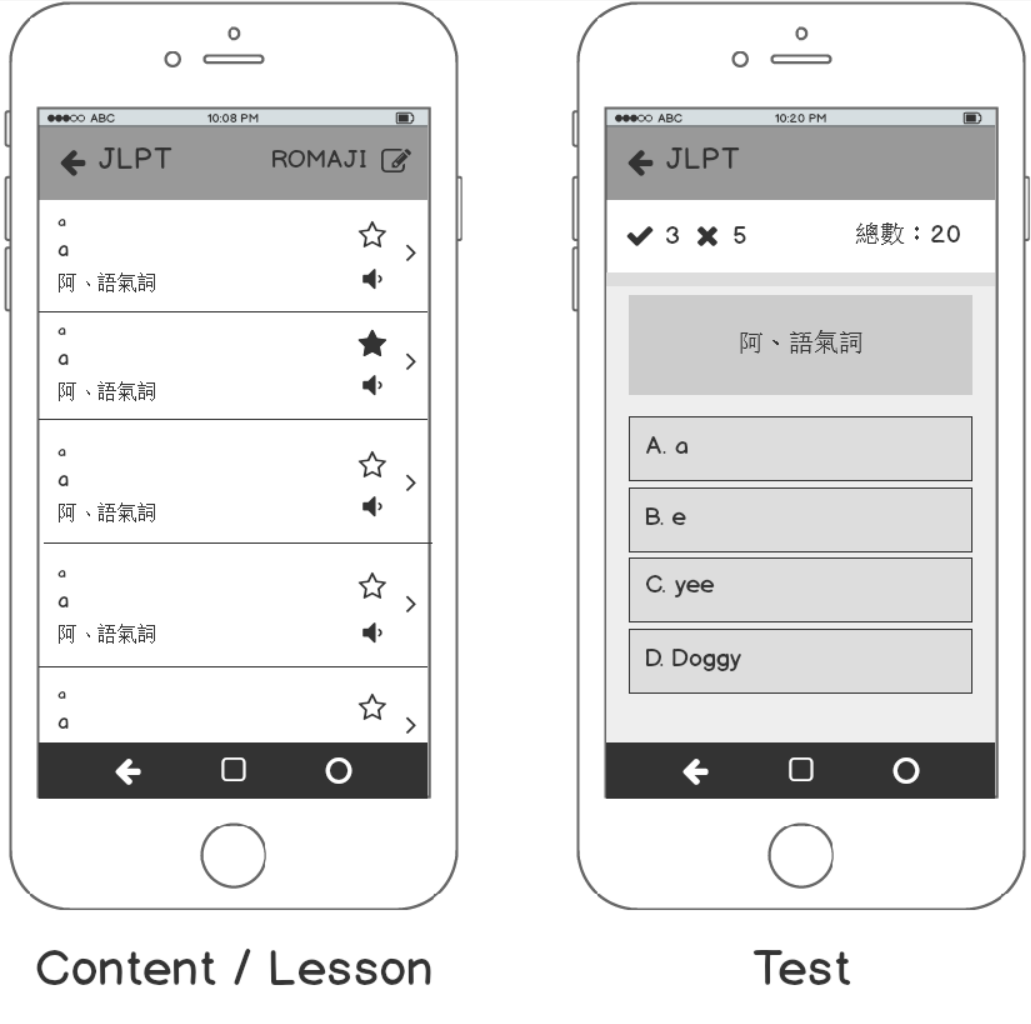 ABC 10:08 PM
JLPT ROMAJI
a
a
阿、語氣詞
a
a
阿、語氣詞
a
a
阿、語氣詞
a
a
阿、語氣詞
a
a
Content / Lesson
ABC 10:20 PM
JLPT
3 5 總數：20
阿、語氣詞
A. a
B. e
C. yee
D. Doggy
Test